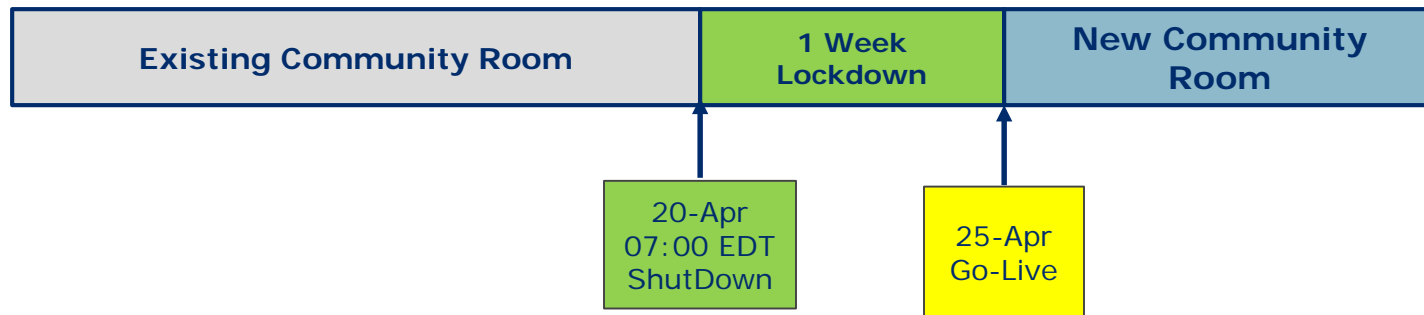 Existing Community Room
1 Week
Lockdown
New Community
Room
20-Apr
07:00 EDT
ShutDown
25-Apr
Go-Live